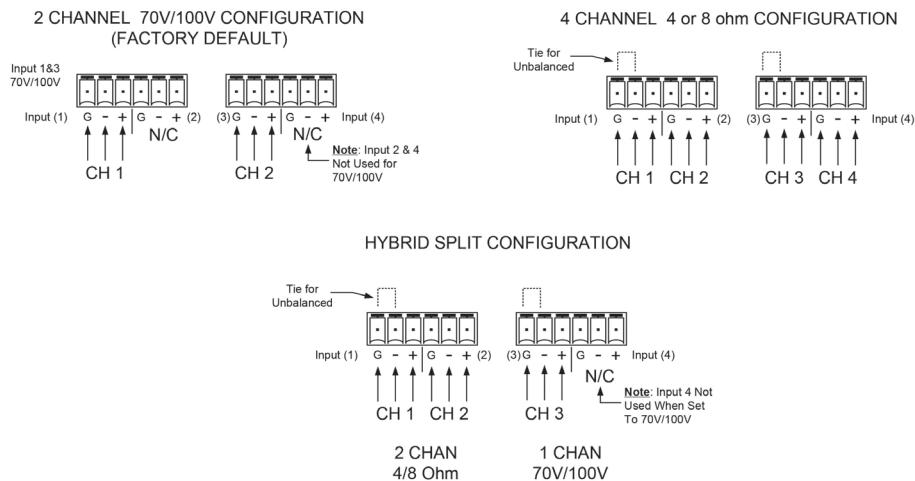 2 CHANNEL 70V/100V CONFIGURATION
(FACTORY DEFAULT)
Input 1&3
70V/100V
Input (1) G - + G - + (2)
N/C
CH 1
(3) G - + G - + Input (4)
N/C
CH 2
Note: Input 2 & 4
Not Used for
70V/100V
4 CHANNEL 4 or 8 ohm CONFIGURATION
Tie for
Unbalanced
Input (1) G - + G - + (2)
CH 1 CH 2
(3) G - + G - + Input (4)
CH 3 CH 4
HYBRID SPLIT CONFIGURATION
Tie for
Unbalanced
Input (1) G - + G - + (2)
CH 1 CH 2
(3) G - + G - + Input (4)
N/C
CH 3
Note: Input 4 Not
Used When Set
To 70V/100V
2 CHAN
4/8 Ohm
1 CHAN
70V/100V